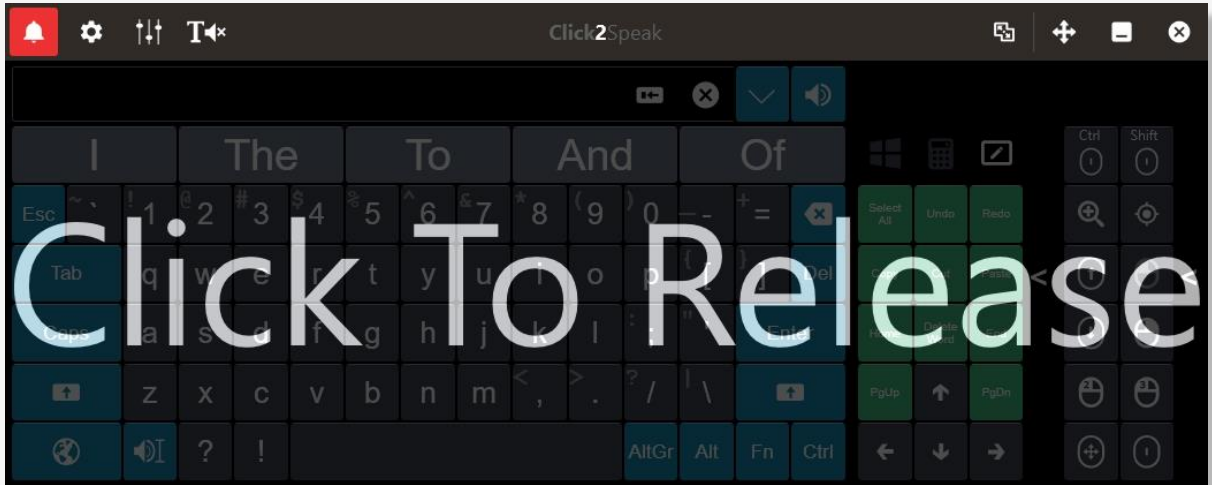 Click2Speak
Ctrl Shift
I The To And Of
Esc ~ ` ! 1 @ 2 # 3 $ 4 % 5 ^ 6 & 7 * 8 ( 9 ) 0 _ - + = Select All Undo Redo
Click To Release
Tab q w e r t y u i o p { [ } ] Del Copy Cut Paste
Caps a s d f g h j k l : ; " ' Enter Home Delete Word End
z x c v b n m < , > . ? / | \ PgUp PgDn
? ! AltGr Alt Fn Ctrl